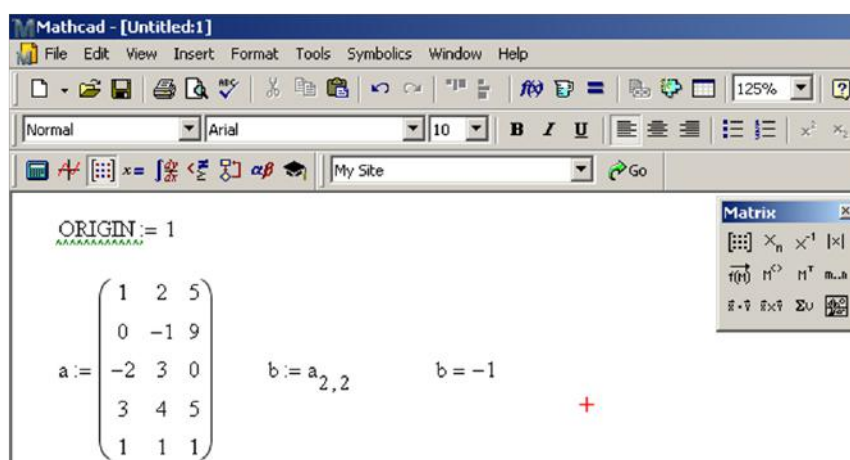 Mathcad - [Untitled:1]
File Edit View Insert Format Tools Symbolics Window Help
125%
Normal Arial 10 B I U
My Site Go
Matrix
ORIGIN := 1
a := ( 1 2 5
0 -1 9
-2 3 0
3 4 5
1 1 1 )
b := a 2,2
b = -1